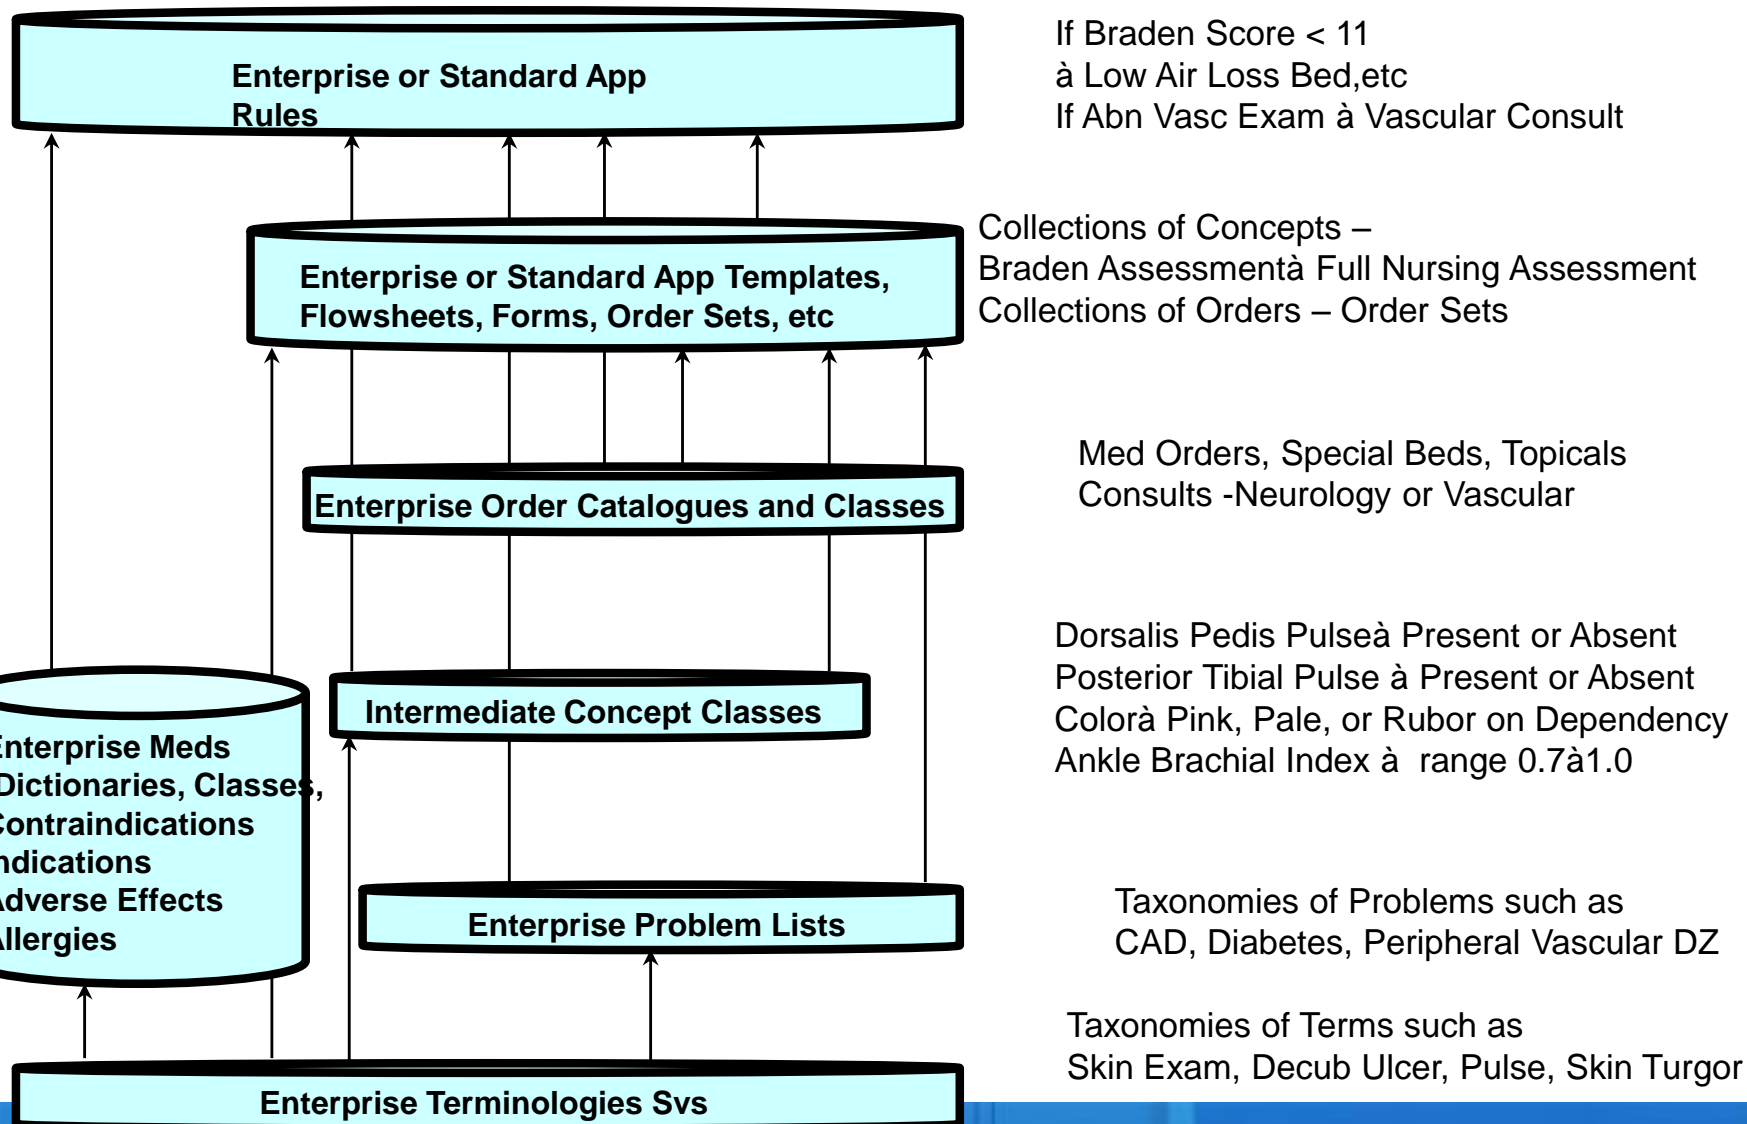 Enterprise or Standard App
Rules
If Braden Score < 11
à Low Air Loss Bed,etc
If Abn Vasc Exam à Vascular Consult
Enterprise or Standard App Templates,
Flowsheets, Forms, Order Sets, etc
Collections of Concepts –
Braden Assessmentà Full Nursing Assessment
Collections of Orders – Order Sets
Enterprise Order Catalogues and Classes
Med Orders, Special Beds, Topicals
Consults -Neurology or Vascular
Intermediate Concept Classes
Dorsalis Pedis Pulseà Present or Absent
Posterior Tibial Pulse à Present or Absent
Colorà Pink, Pale, or Rubor on Dependency
Ankle Brachial Index à  range 0.7à1.0
Enterprise Meds
Dictionaries, Classes,
Contraindications
Indications
Adverse Effects
Allergies
Enterprise Problem Lists
Taxonomies of Problems such as
CAD, Diabetes, Peripheral Vascular DZ
Taxonomies of Terms such as
Skin Exam, Decub Ulcer, Pulse, Skin Turgor
Enterprise Terminologies Svs